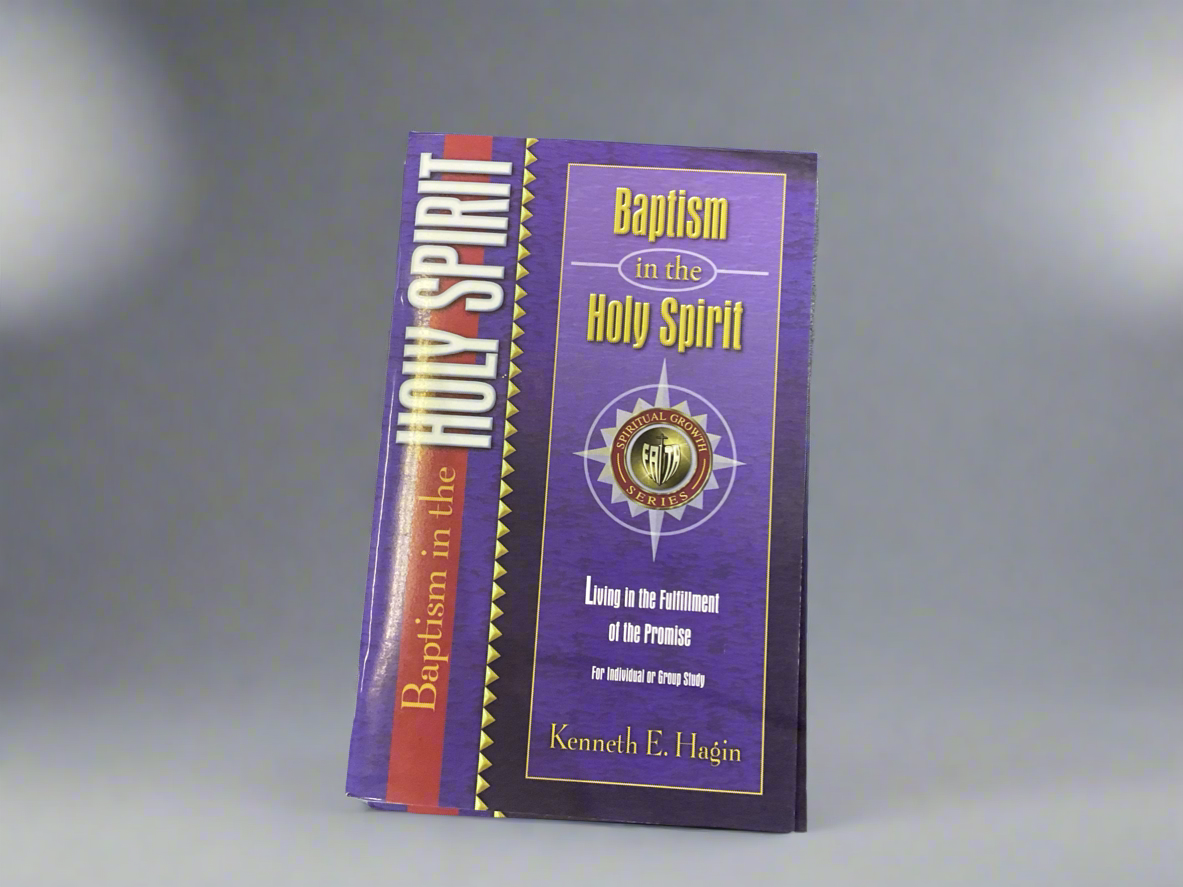 Baptism in the
HOLY SPIRIT
Baptism
in the
Holy Spirit
SPIRITUAL GROWTH
FAITH
SERIES
Living in the Fulfillment
of the Promise
For Individual or Group Study
Kenneth E. Hagin